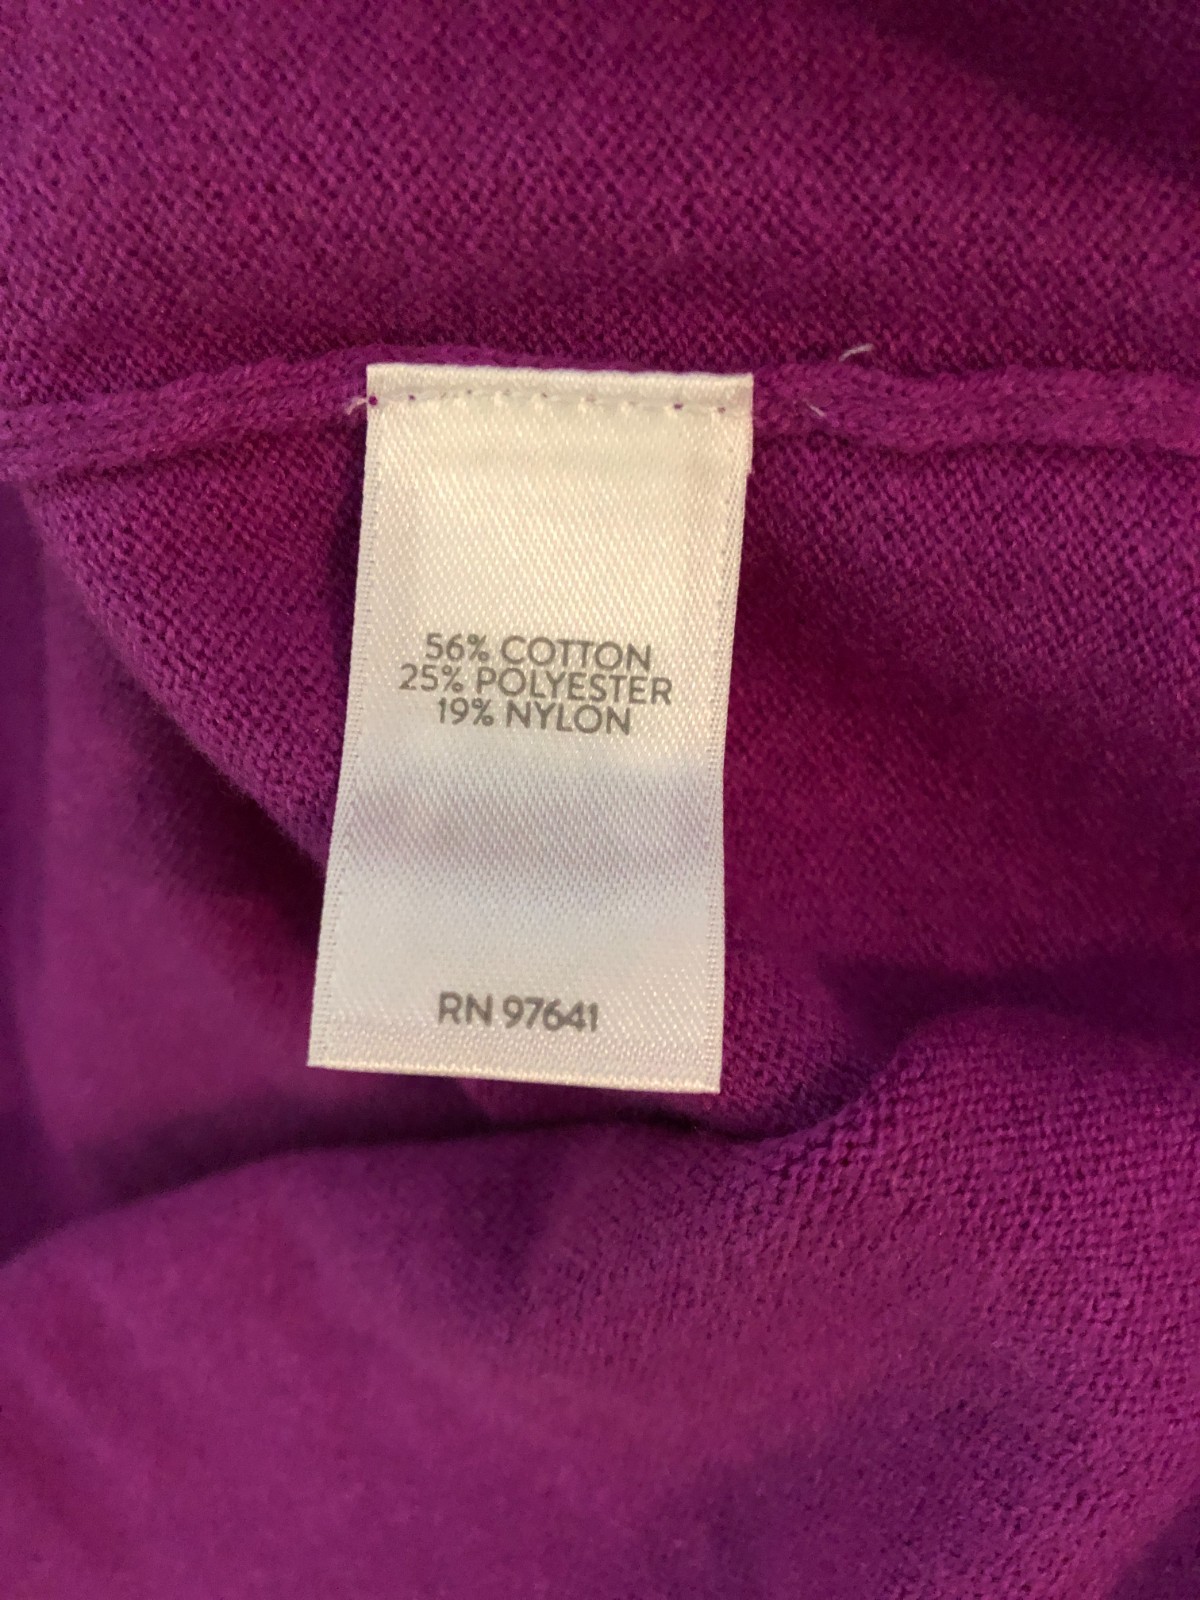 56% COTTON
25% POLYESTER
19% NYLON
RN 97641